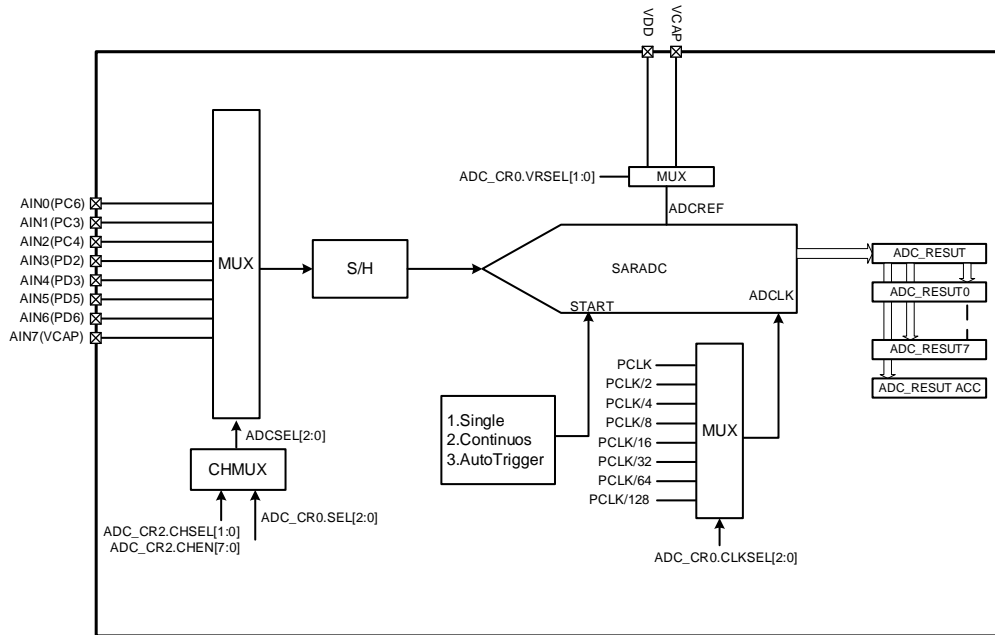 VDD
VCAP
ADC_CR0.VRSEL[1:0]
MUX
ADCREF
AIN0(PC6)
AIN1(PC3)
AIN2(PC4)
AIN3(PD2)
AIN4(PD3)
AIN5(PD5)
AIN6(PD6)
AIN7(VCAP)
MUX
S/H
SARADC
START
ADCLK
ADC_RESUT
ADC_RESUT0
ADC_RESUT7
ADC_RESUT ACC
ADCSEL[2:0]
CHMUX
ADC_CR0.SEL[2:0]
ADC_CR2.CHSEL[1:0]
ADC_CR2.CHEN[7:0]
1.Single
2.Continuos
3.AutoTrigger
PCLK
PCLK/2
PCLK/4
PCLK/8
PCLK/16
PCLK/32
PCLK/64
PCLK/128
MUX
ADC_CR0.CLKSEL[2:0]